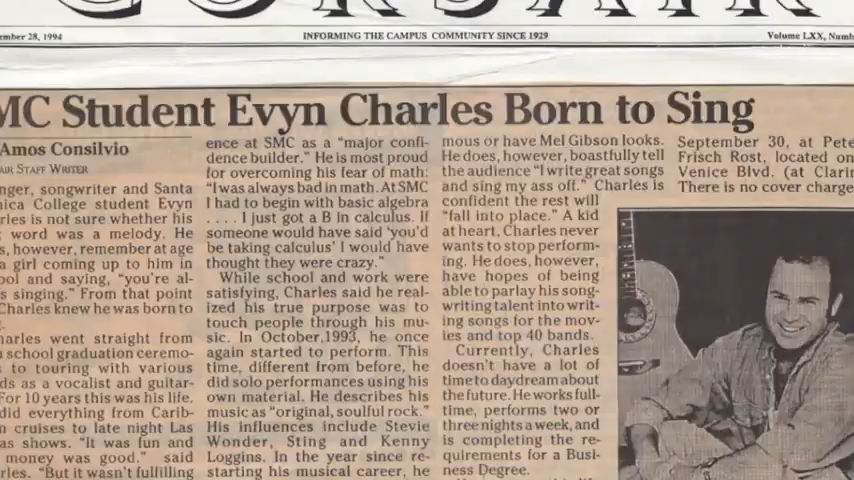 CORSAIR
ember 28, 1994
INFORMING THE CAMPUS COMMUNITY SINCE 1929
Volume LXX, Numb
MC Student Evyn Charles Born to Sing
Amos Consilvio
AIR STAFF WRITER
nger, songwriter and Santa
nica College student Evyn
rles is not sure whether his
word was a melody. He
s, however, remember at age
a girl coming up to him in
ool and saying, "you're al-
s singing." From that point
Charles knew he was born to
g.
harles went straight from
school graduation ceremo-
s to touring with various
ds as a vocalist and guitar-
For 10 years this was his life.
did everything from Carib-
n cruises to late night Las
as shows. "It was fun and
money was good." said
rles. "But it wasn't fulfilling
ence at SMC as a "major confi-
dence builder." He is most proud
for overcoming his fear of math:
"I was always bad in math. At SMC
I had to begin with basic algebra
. . . . I just got a B in calculus. If
someone would have said 'you'd
be taking calculus' I would have
thought they were crazy."
While school and work were
satisfying, Charles said he real-
ized his true purpose was to
touch people through his mu-
sic. In October,1993, he once
again started to perform. This
time, different from before, he
did solo performances using his
own material. He describes his
music as "original, soulful rock."
His influences include Stevie
Wonder, Sting and Kenny
Loggins. In the year since re-
starting his musical career, he
mous or have Mel Gibson looks.
He does, however, boastfully tell
the audience "I write great songs
and sing my ass off." Charles is
confident the rest will
"fall into place." A kid
at heart, Charles never
wants to stop perform-
ing. He does, however,
have hopes of being
able to parlay his song-
writing talent into writ-
ing songs for the mov-
ies and top 40 bands.
Currently, Charles
doesn't have a lot of
time to daydream about
the future. He works full-
time, performs two or
three nights a week, and
is completing the re-
quirements for a Busi-
ness Degree.
September 30, at Pete
Frisch Rost, located on
Venice Blvd. (at Clarin
There is no cover charge